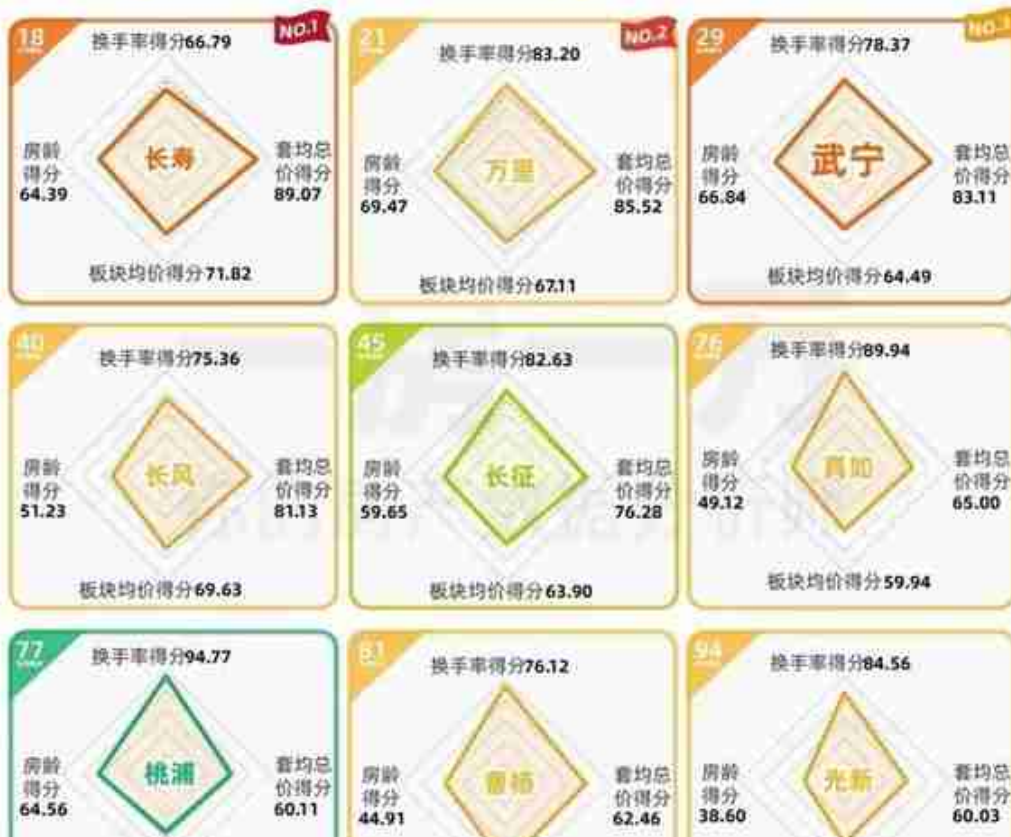 18
NO.1
换手率得分66.79
房龄
得分
64.39
长寿
套均总
价得分
89.07
板块均价得分71.82
21
NO.2
换手率得分83.20
房龄
得分
69.47
万里
套均总
价得分
85.52
板块均价得分67.11
29
NO.3
换手率得分78.37
房龄
得分
66.84
武宁
套均总
价得分
83.11
板块均价得分64.49
40
换手率得分75.36
房龄
得分
51.23
长风
套均总
价得分
81.13
板块均价得分69.63
45
换手率得分82.63
房龄
得分
59.65
长征
套均总
价得分
76.28
板块均价得分63.90
76
换手率得分89.94
房龄
得分
49.12
真如
套均总
价得分
65.00
板块均价得分59.94
77
换手率得分94.77
房龄
得分
64.56
桃浦
套均总
价得分
60.11
81
换手率得分76.12
房龄
得分
44.91
曹杨
套均总
价得分
62.46
94
换手率得分84.56
房龄
得分
38.60
光新
套均总
价得分
60.03